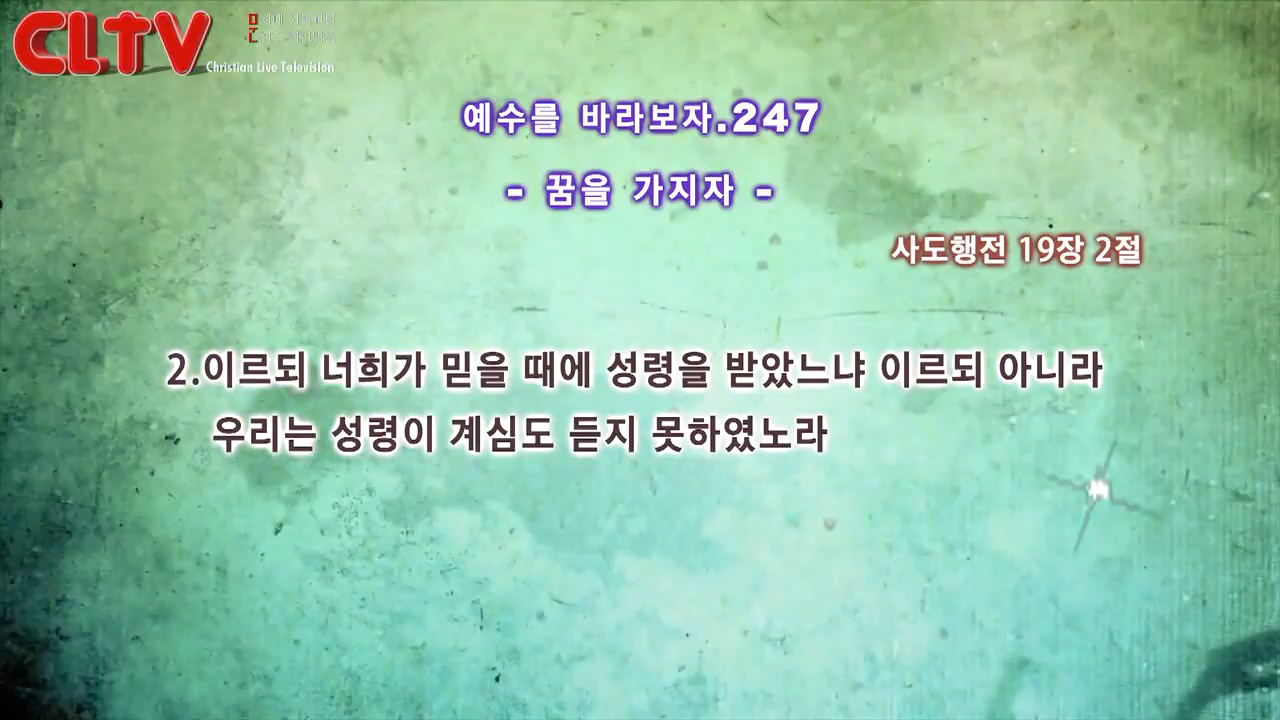 CLTV
Christian Live Television
예수를 바라보자.247
- 꿈을 가지자 -
사도행전 19장 2절
2.이르되 너희가 믿을 때에 성령을 받았느냐 이르되 아니라
우리는 성령이 계심도 듣지 못하였노라